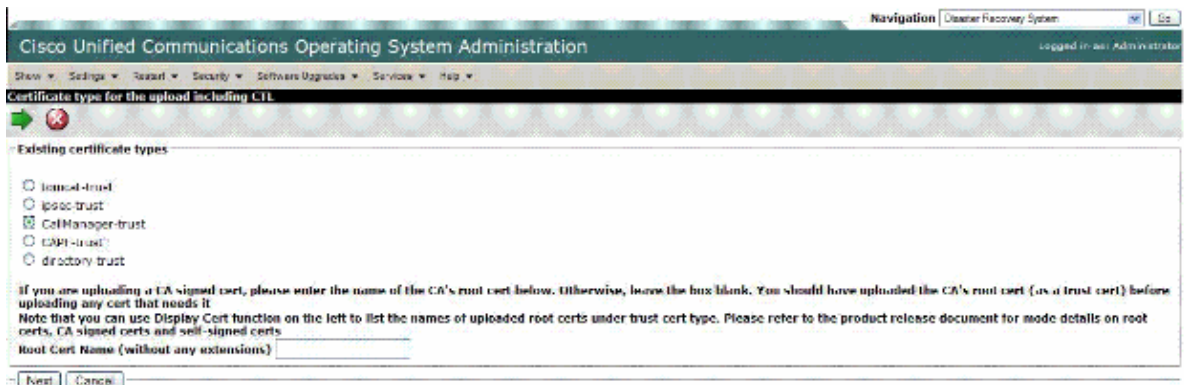 Navigation Disaster Recovery System Go
Cisco Unified Communications Operating System Administration
Logged in as: Administrator
Show Settings Restart Security Software Upgrades Services Help
Certificate type for the upload including CTL
Existing certificate types
tomcat-trust
ipsec-trust
CallManager-trust
CAPF-trust
directory-trust
If you are uploading a CA signed cert, please enter the name of the CA's root cert below. Otherwise, leave the box blank. You should have uploaded the CA's root cert (as a trust cert) before
uploading any cert that needs it
Note that you can use Display Cert function on the left to list the names of uploaded root certs under trust cert type. Please refer to the product release document for mode details on root
certs, CA signed certs and self-signed certs
Root Cert Name (without any extensions)
Next Cancel